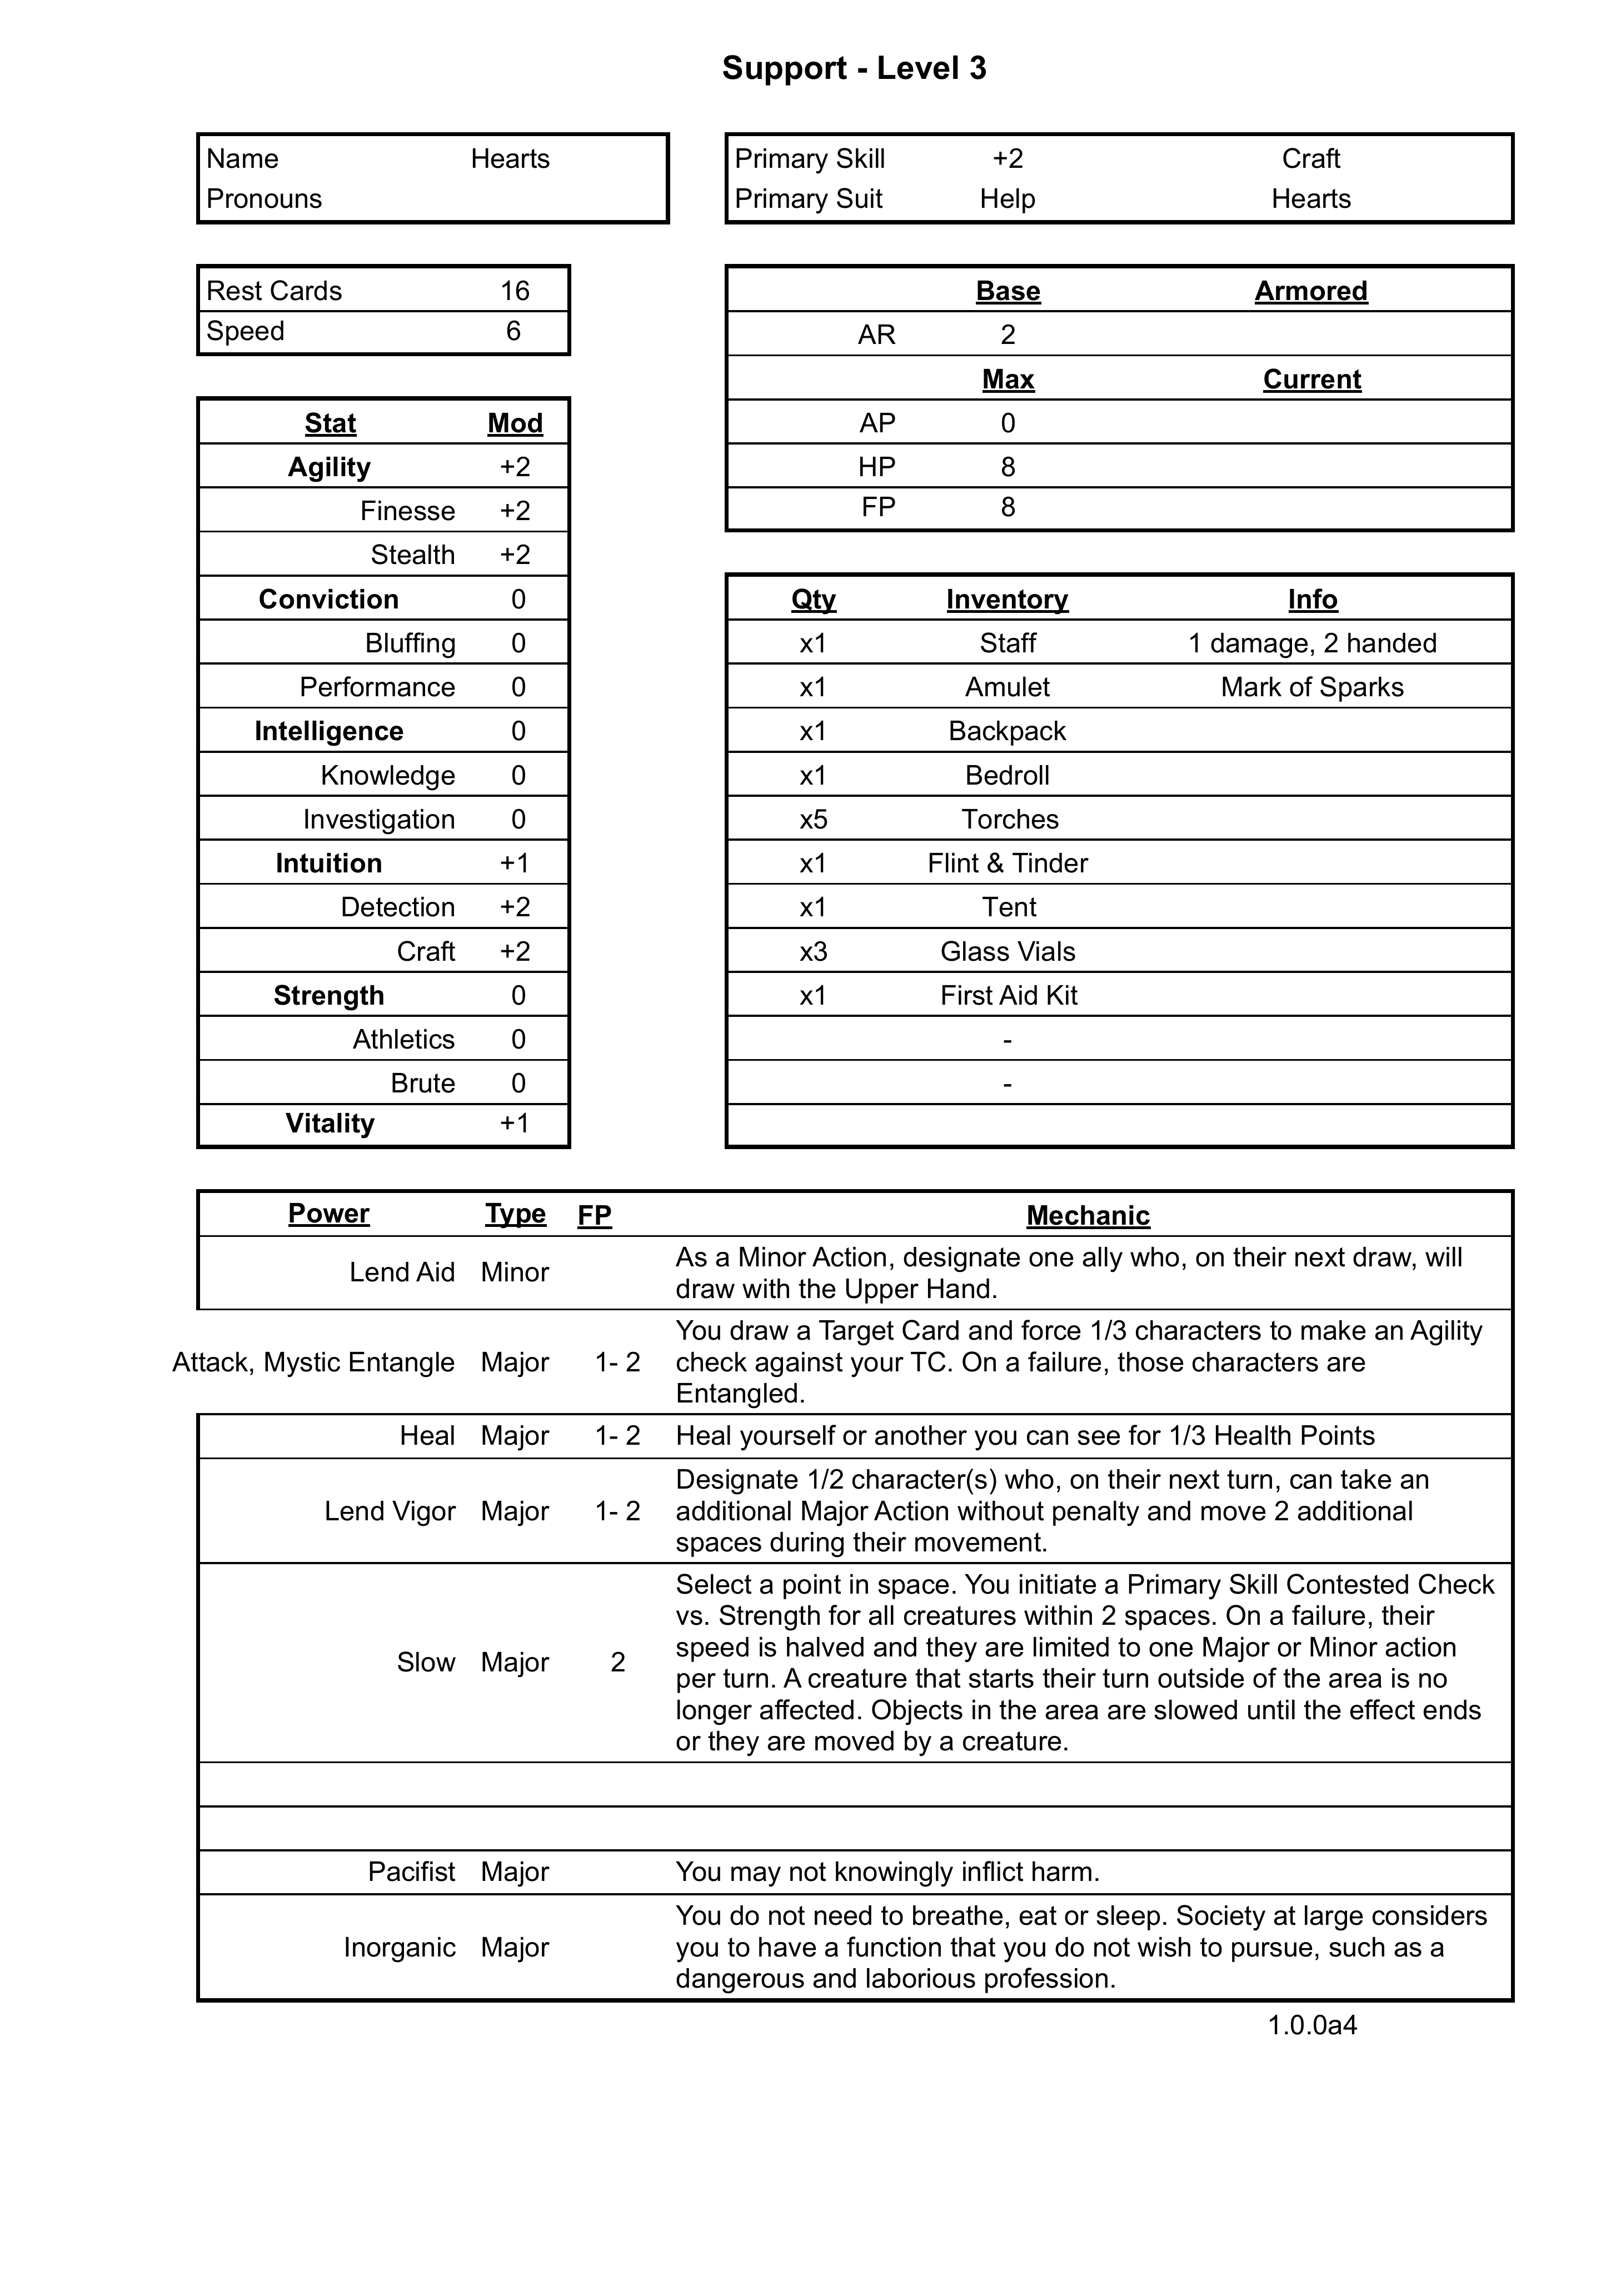 Support - Level 3
Name Hearts
Pronouns
Primary Skill +2 Craft
Primary Suit Help Hearts
Rest Cards 16
Speed 6
Base Armored
AR 2
Max Current
AP 0
HP 8
FP 8
Stat Mod
Agility +2
Finesse +2
Stealth +2
Conviction 0
Bluffing 0
Performance 0
Intelligence 0
Knowledge 0
Investigation 0
Intuition +1
Detection +2
Craft +2
Strength 0
Athletics 0
Brute 0
Vitality +1
Qty Inventory Info
x1 Staff 1 damage, 2 handed
x1 Amulet Mark of Sparks
x1 Backpack
x1 Bedroll
x5 Torches
x1 Flint & Tinder
x1 Tent
x3 Glass Vials
x1 First Aid Kit
-
-
Power Type FP Mechanic
Lend Aid Minor
As a Minor Action, designate one ally who, on their next draw, will
draw with the Upper Hand.
Attack, Mystic Entangle Major 1- 2
You draw a Target Card and force 1/3 characters to make an Agility
check against your TC. On a failure, those characters are
Entangled.
Heal Major 1- 2 Heal yourself or another you can see for 1/3 Health Points
Lend Vigor Major 1- 2
Designate 1/2 character(s) who, on their next turn, can take an
additional Major Action without penalty and move 2 additional
spaces during their movement.
Slow Major 2
Select a point in space. You initiate a Primary Skill Contested Check
vs. Strength for all creatures within 2 spaces. On a failure, their
speed is halved and they are limited to one Major or Minor action
per turn. A creature that starts their turn outside of the area is no
longer affected. Objects in the area are slowed until the effect ends
or they are moved by a creature.
Pacifist Major You may not knowingly inflict harm.
Inorganic Major
You do not need to breathe, eat or sleep. Society at large considers
you to have a function that you do not wish to pursue, such as a
dangerous and laborious profession.
1.0.0a4